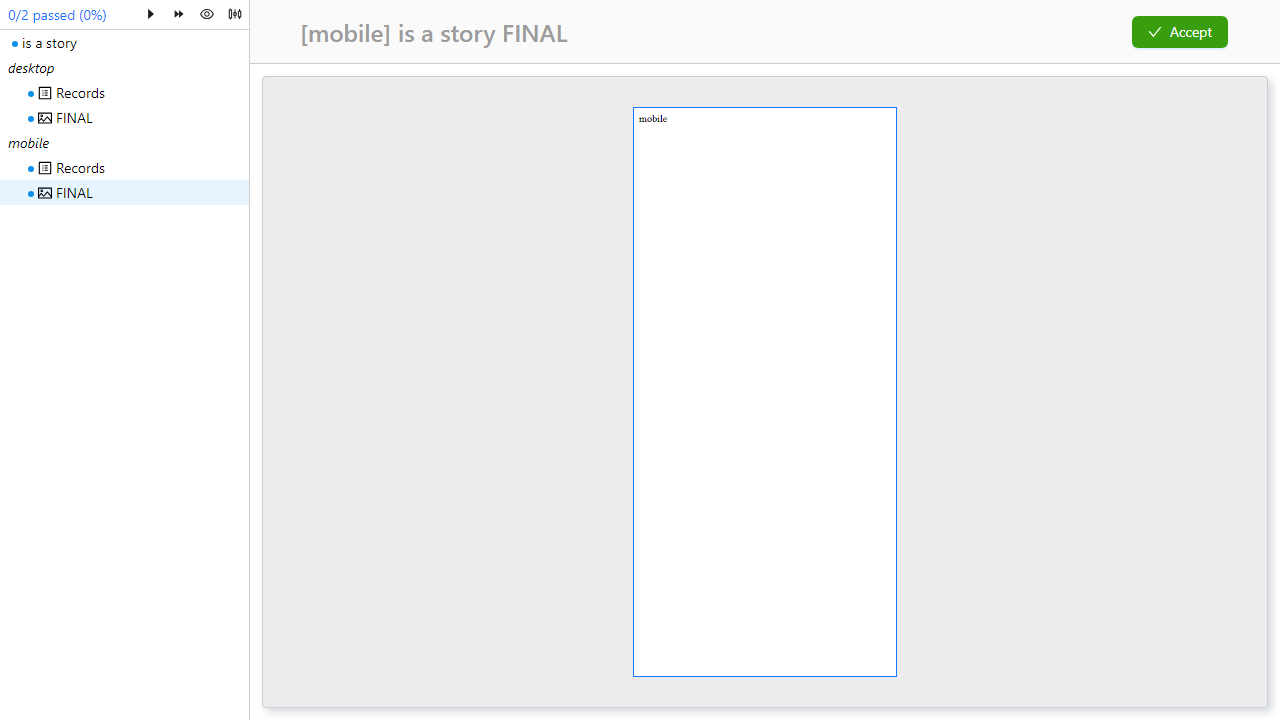 0/2 passed (0%)
is a story
desktop
Records
FINAL
mobile
Records
FINAL
[mobile] is a story FINAL
Accept
mobile